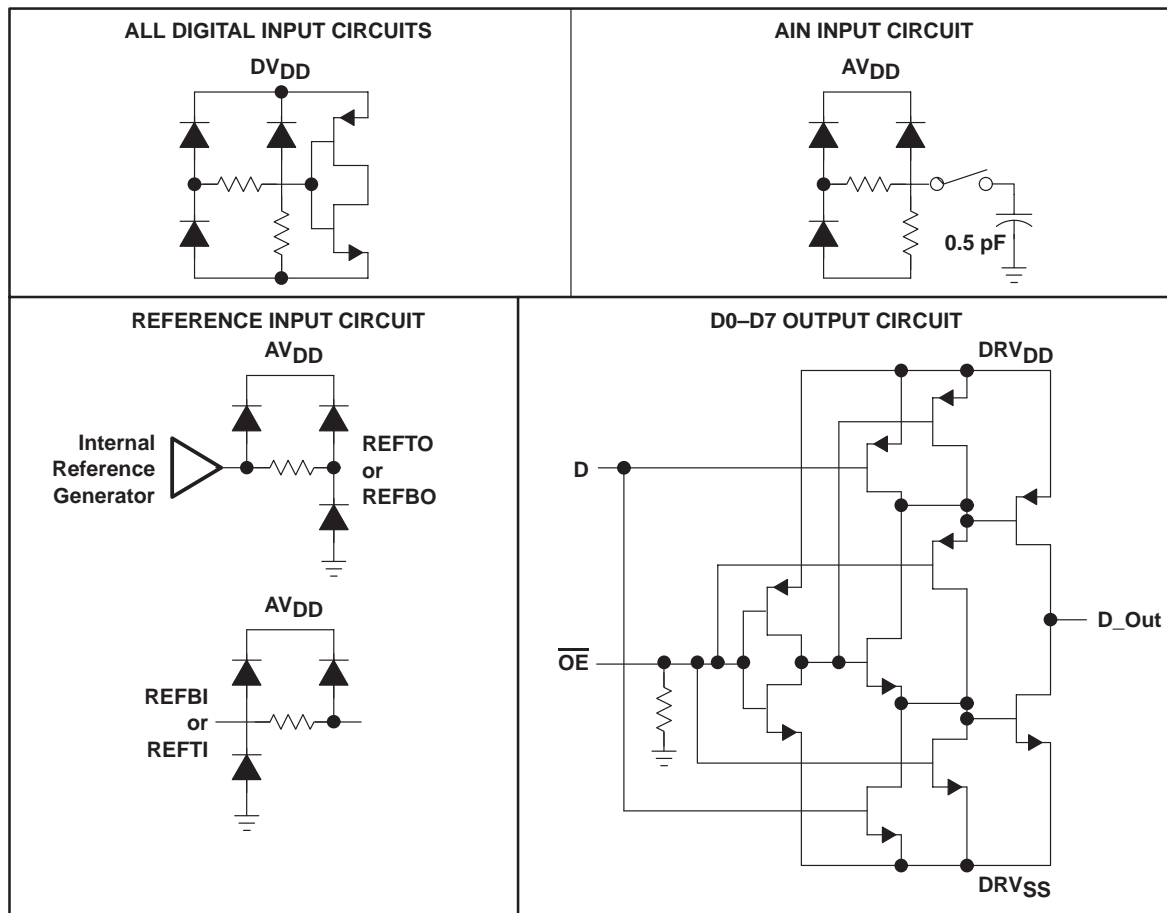 ALL DIGITAL INPUT CIRCUITS
DVDD
AIN INPUT CIRCUIT
AVDD
0.5 pF
REFERENCE INPUT CIRCUIT
AVDD
Internal
Reference
Generator
REFTO
or
REFBO
AVDD
REFBI
or
REFTI
D0–D7 OUTPUT CIRCUIT
DRVDD
D
D_Out
OE
DRVSS